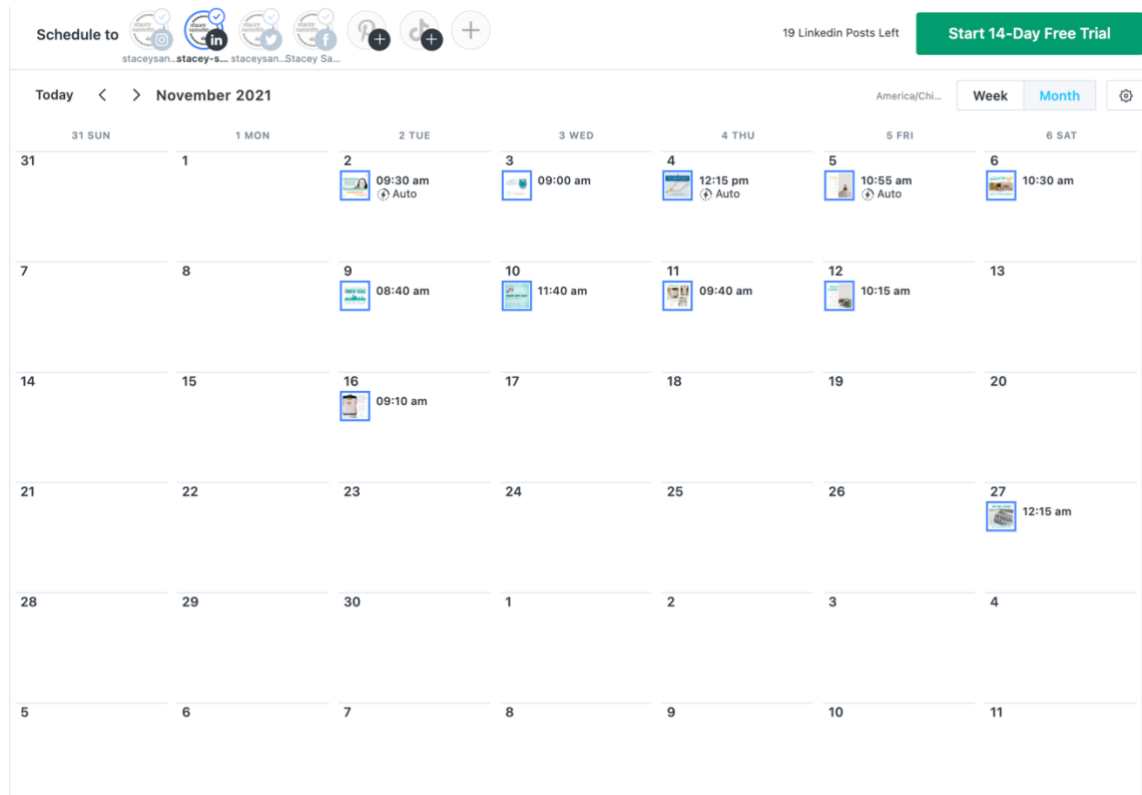 Schedule to
19 Linkedin Posts Left
Start 14-Day Free Trial
staceysan...
stacey-s...
staceysan...
Stacey Sa...
Today < > November 2021
America/Chi...
Week
Month
31 SUN 1 MON 2 TUE 3 WED 4 THU 5 FRI 6 SAT
31 1 2 3 4 5 6
09:30 am 09:00 am 12:15 pm 10:55 am 10:30 am
Auto Auto Auto
7 8 9 10 11 12 13
08:40 am 11:40 am 09:40 am 10:15 am
14 15 16 17 18 19 20
09:10 am
21 22 23 24 25 26 27
12:15 am
28 29 30 1 2 3 4
5 6 7 8 9 10 11